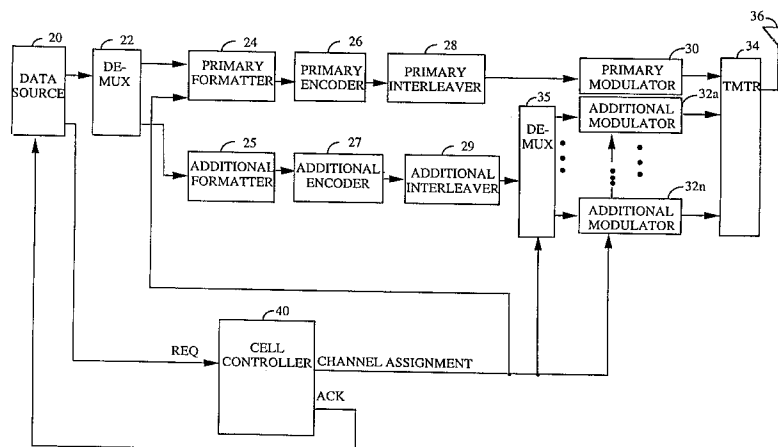 20
DATA
SOURCE
22
DE-
MUX
24
PRIMARY
FORMATTER
26
PRIMARY
ENCODER
28
PRIMARY
INTERLEAVER
30
PRIMARY
MODULATOR
32a
ADDITIONAL
MODULATOR
34
TMTR
36
25
ADDITIONAL
FORMATTER
27
ADDITIONAL
ENCODER
29
ADDITIONAL
INTERLEAVER
35
DE-
MUX
32n
ADDITIONAL
MODULATOR
40
CELL
CONTROLLER
REQ
CHANNEL ASSIGNMENT
ACK